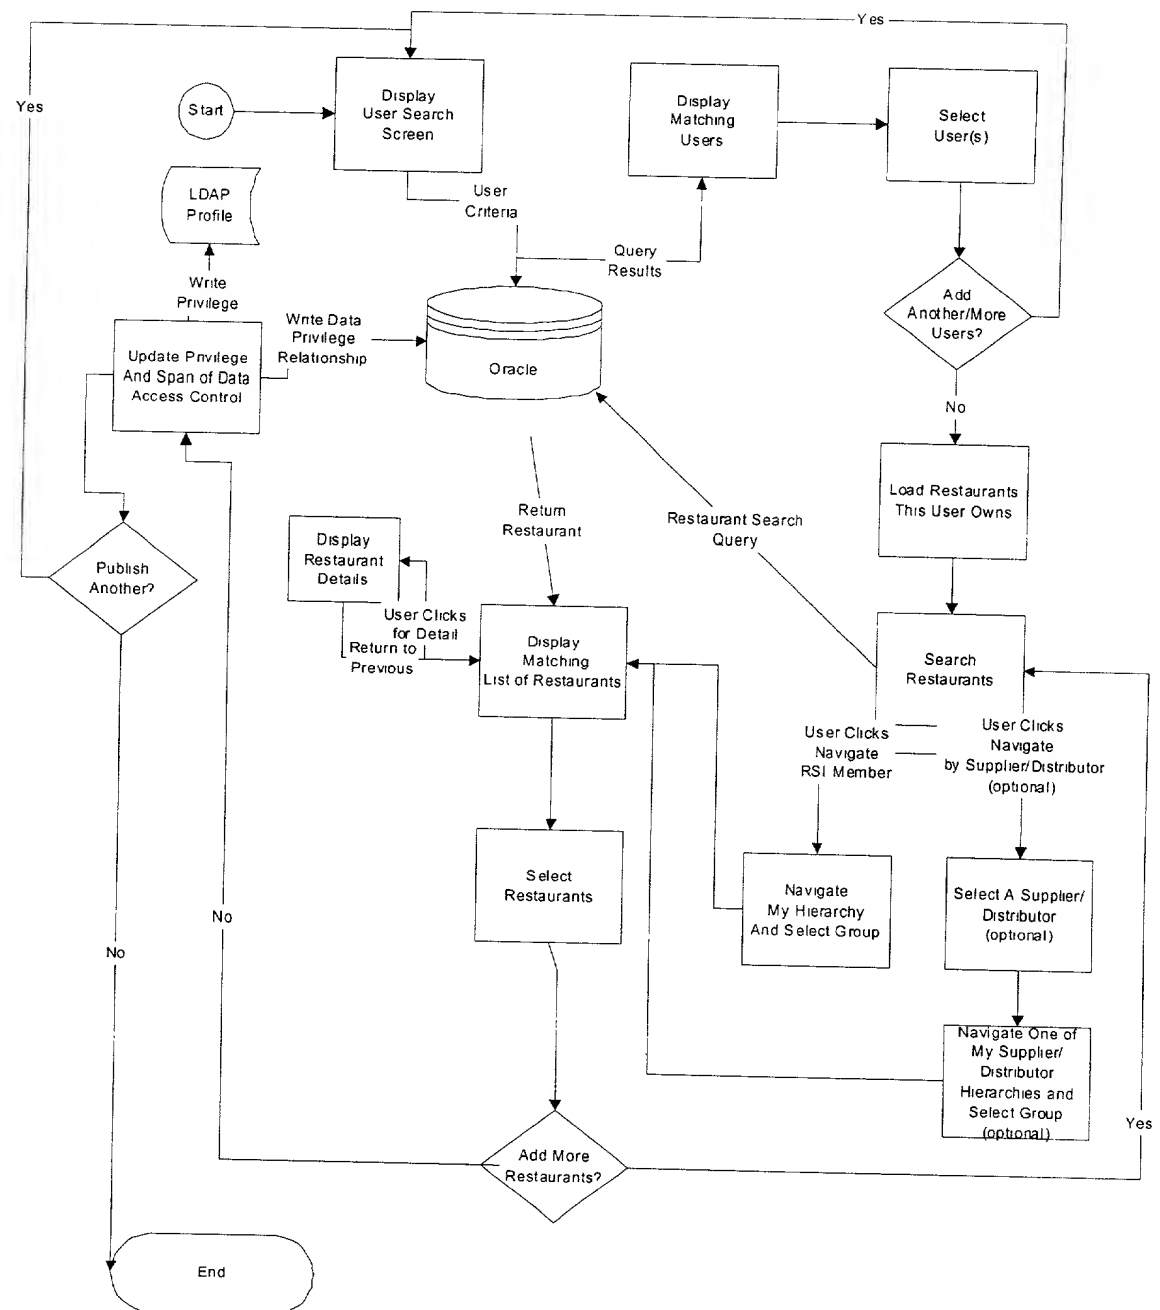 Yes
Yes
Start
Display
User Search
Screen
Display
Matching
Users
Select
User(s)
LDAP
Profile
User
Criteria
Query
Results
Write
Privilege
Write Data
Privilege
Relationship
Add
Another/More
Users?
Update Privilege
And Span of Data
Access Control
Oracle
No
Load Restaurants
This User Owns
Return
Restaurant
Restaurant Search
Query
Display
Restaurant
Details
Publish
Another?
User Clicks
for Detail
Return to
Previous
Display
Matching
List of Restaurants
Search
Restaurants
User Clicks
Navigate
RSI Member
User Clicks
Navigate
by Supplier/Distributor
(optional)
Select
Restaurants
Navigate
My Hierarchy
And Select Group
Select A Supplier/
Distributor
(optional)
No
No
Navigate One of
My Supplier/
Distributor
Hierarchies and
Select Group
(optional)
Yes
Add More
Restaurants?
End